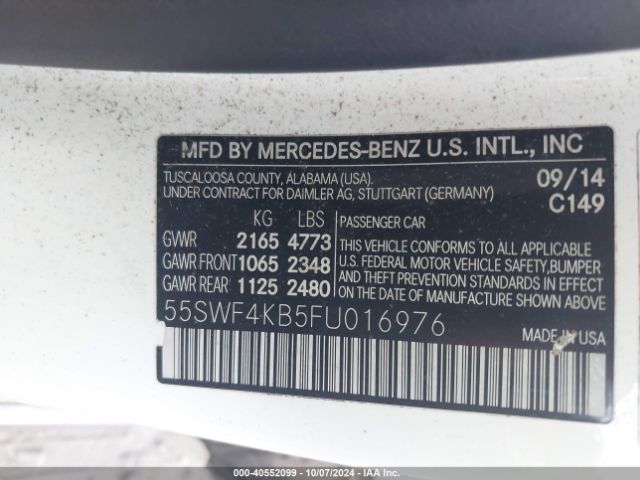 MFD BY MERCEDES-BENZ U.S. INTL., INC
TUSCALOOSA COUNTY, ALABAMA (USA). 09/14
UNDER CONTRACT FOR DAIMLER AG, STUTTGART (GERMANY) C149
KG LBS PASSENGER CAR
GVWR 2165 4773 THIS VEHICLE CONFORMS TO ALL APPLICABLE
GAWR FRONT 1065 2348 U.S. FEDERAL MOTOR VEHICLE SAFETY, BUMPER
GAWR REAR 1125 2480 AND THEFT PREVENTION STANDARDS IN EFFECT
ON THE DATE OF MANUFACTURE SHOWN ABOVE.
55SWF4KB5FU016976 MADE IN USA
000-40552099 - 10/07/2024 - IAA Inc.